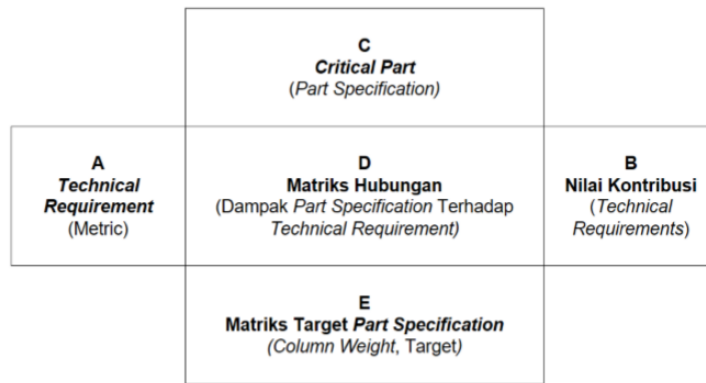 C
Critical Part
(Part Specification)
A
Technical
Requirement
(Metric)
D
Matriks Hubungan
(Dampak Part Specification Terhadap
Technical Requirement)
B
Nilai Kontribusi
(Technical
Requirements)
E
Matriks Target Part Specification
(Column Weight, Target)